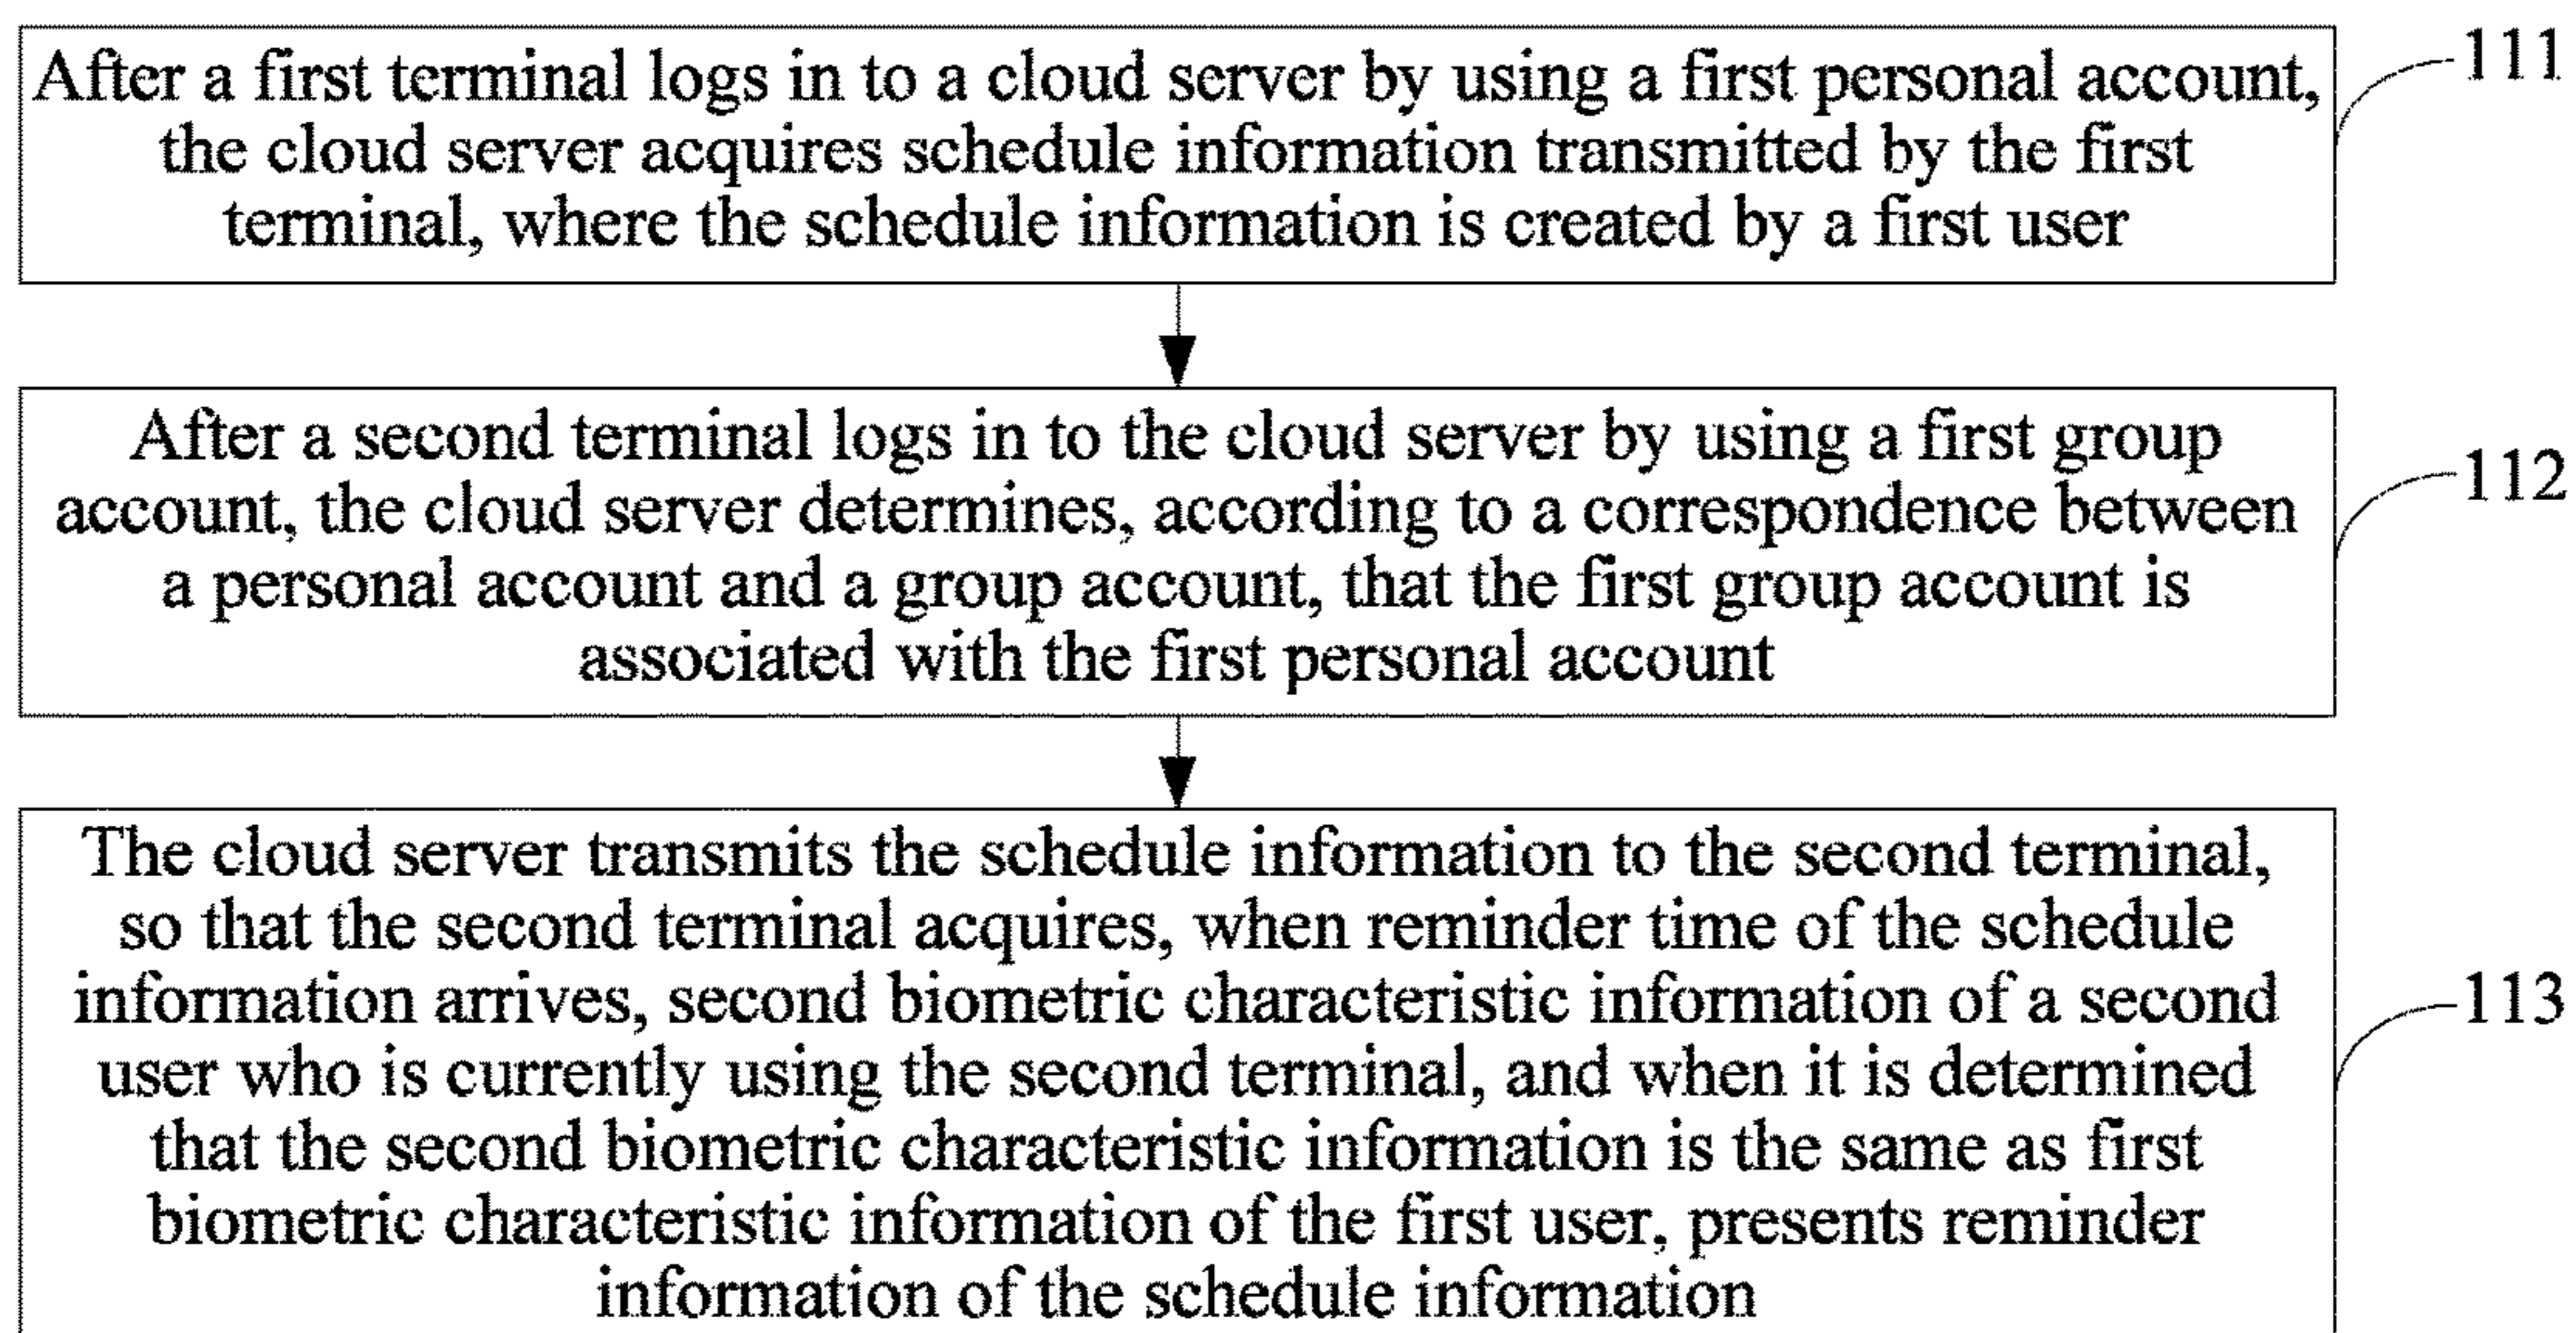 After a first terminal logs in to a cloud server by using a first personal account,
the cloud server acquires schedule information transmitted by the first
terminal, where the schedule information is created by a first user
111
After a second terminal logs in to the cloud server by using a first group
account, the cloud server determines, according to a correspondence between
a personal account and a group account, that the first group account is
associated with the first personal account
112
The cloud server transmits the schedule information to the second terminal,
so that the second terminal acquires, when reminder time of the schedule
information arrives, second biometric characteristic information of a second
user who is currently using the second terminal, and when it is determined
that the second biometric characteristic information is the same as first
biometric characteristic information of the first user, presents reminder
information of the schedule information
113